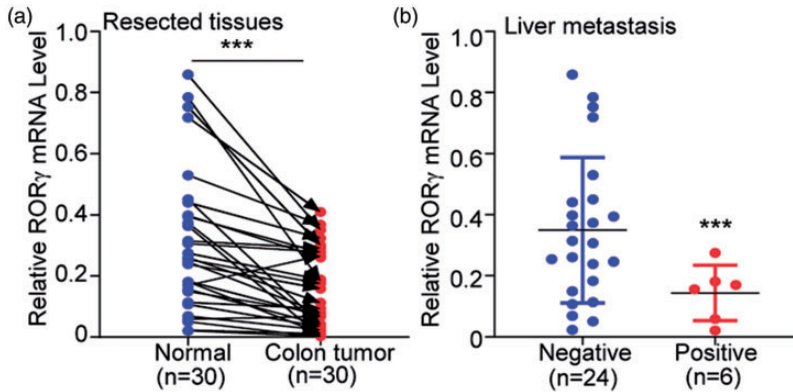 (a)
Resected tissues
***
Relative RORγ mRNA Level
1.0
0.8
0.6
0.4
0.2
0
Normal
(n=30)
Colon tumor
(n=30)
(b)
Liver metastasis
Relative RORγ mRNA Level
1.0
0.8
0.6
0.4
0.2
0
***
Negative
(n=24)
Positive
(n=6)